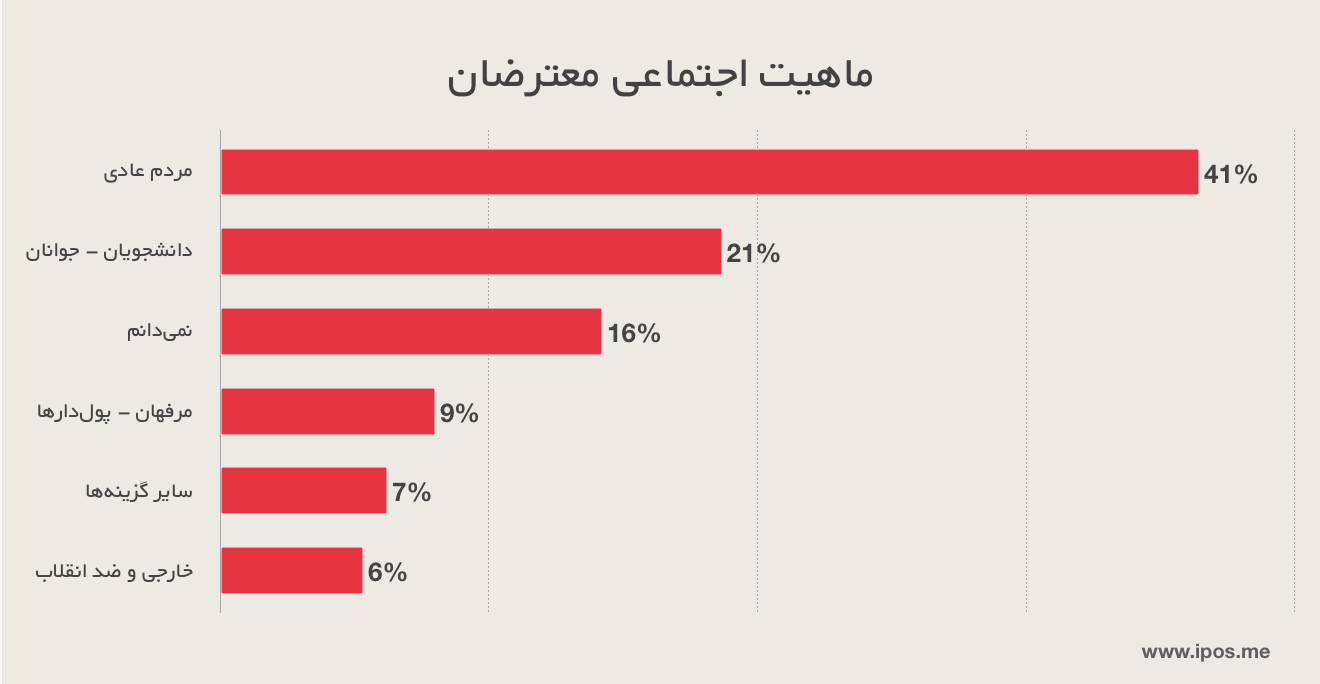 ماهیت اجتماعی معترضان
مردم عادی
41%
دانشجویان – جوانان
21%
نمی‌دانم
16%
مرفهان – پول‌دارها
9%
سایر گزینه‌ها
7%
خارجی و ضد انقلاب
6%
www.ipos.me